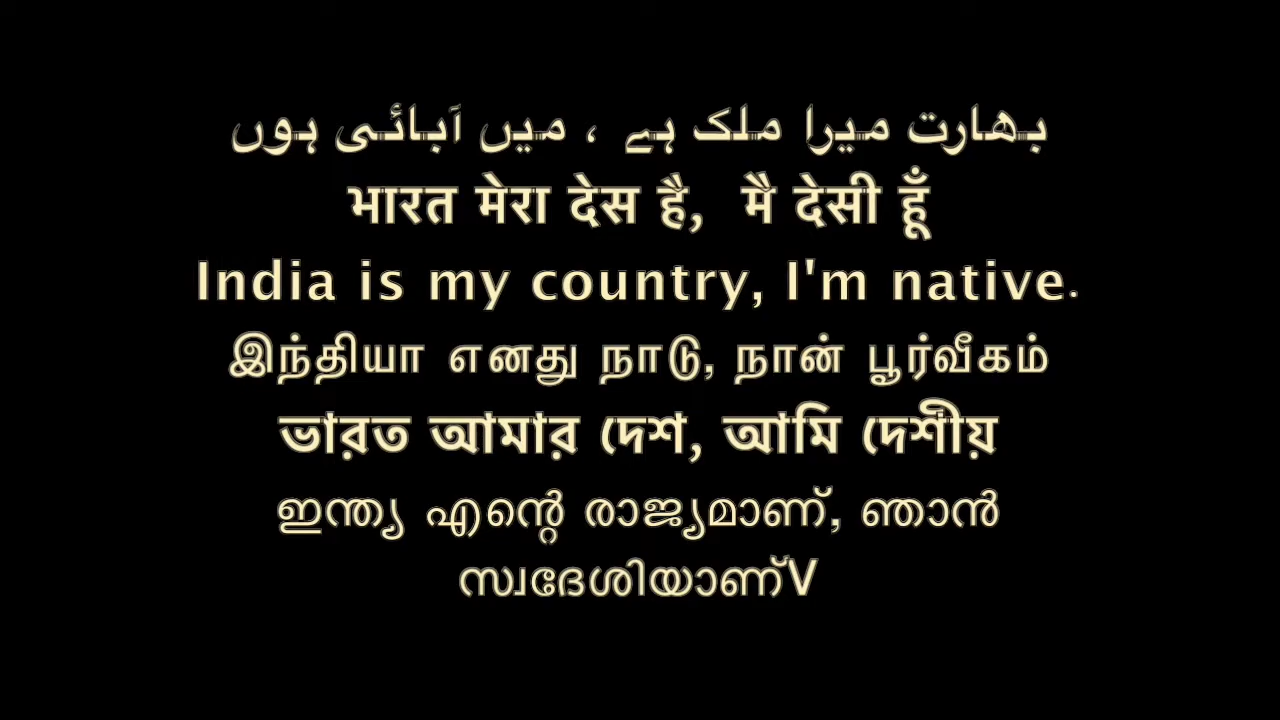 بھارت میرا ملک ہے ، میں آبائی ہوں
भारत मेरा देस है, मै देसी हूँ
India is my country, I'm native.
இந்தியா எனது நாடு, நான் பூர்வீகம்
ভারত আমার দেশ, আমি দেশীয়
ഇന്ത്യ എന്റെ രാജ്യമാണ്, ഞാൻ
സ്വദേശിയാണ്V